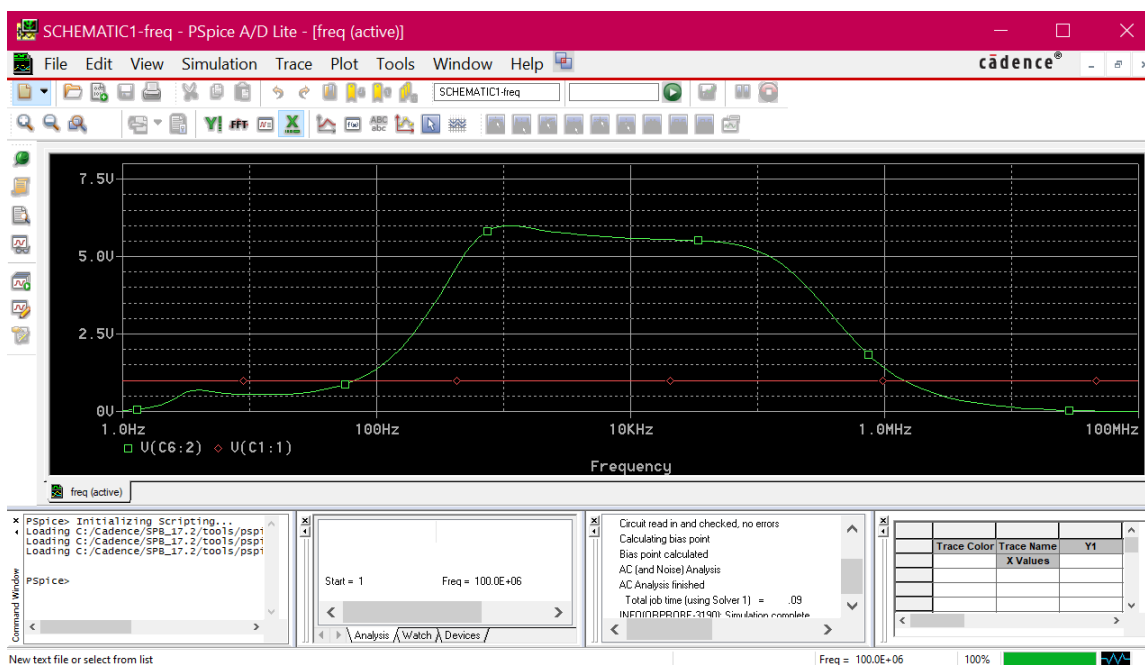 SCHEMATIC1-freq - PSpice A/D Lite - [freq (active)]
File Edit View Simulation Trace Plot Tools Window Help
cādence®
SCHEMATIC1-freq
7.5V
5.0V
2.5V
0V
1.0Hz 100Hz 10KHz 1.0MHz 100MHz
V(C6:2) V(C1:1)
Frequency
freq (active)
Command Window
PSpice> Initializing Scripting...
Loading C:/Cadence/SPB_17.2/tools/pspi
Loading C:/Cadence/SPB_17.2/tools/pspi
Loading C:/Cadence/SPB_17.2/tools/pspi
PSpice>
Start = 1 Freq = 100.0E+06
Analysis Watch Devices
Circuit read in and checked, no errors
Calculating bias point
Bias point calculated
AC (and Noise) Analysis
AC Analysis finished
Total job time (using Solver 1) = .09
INFO(ORPROBE-3190): Simulation complete
Trace Color Trace Name Y1
X Values
New text file or select from list
Freq = 100.0E+06 100%